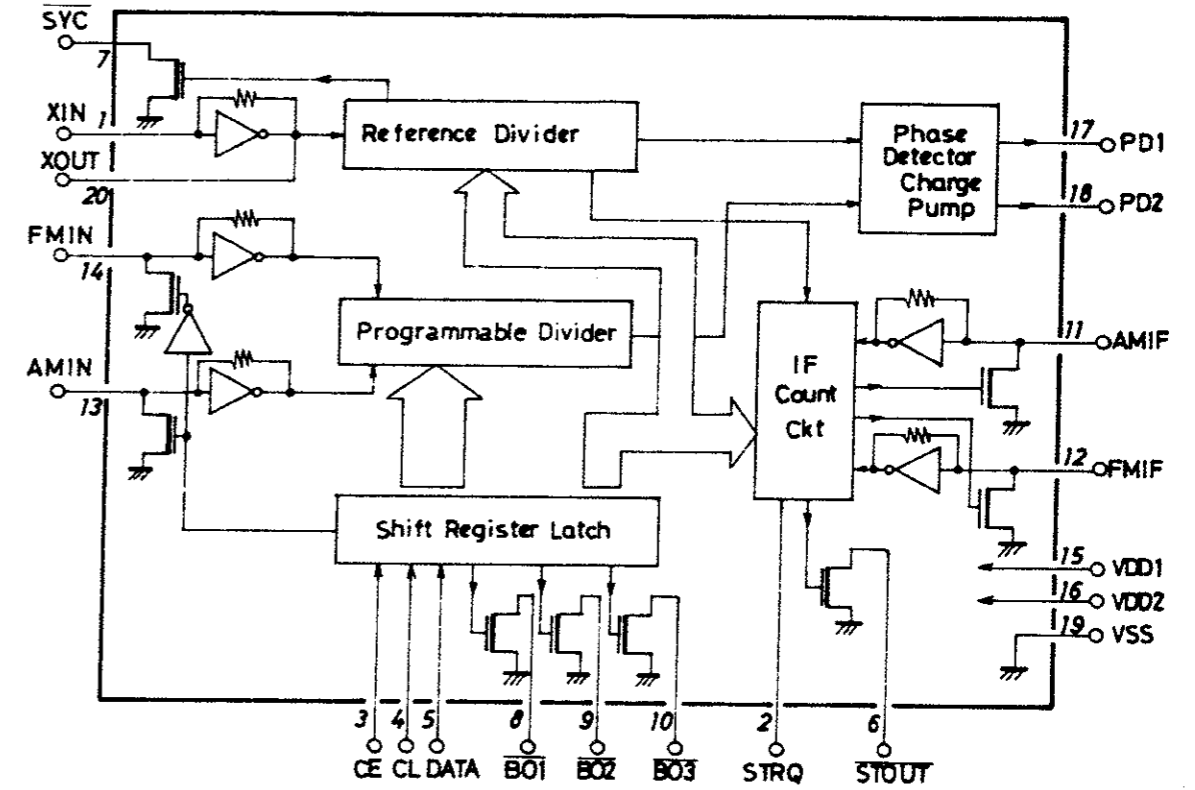 SYC
7
XIN
1
XOUT
20
FMIN
14
AMIN
13
Reference Divider
Programmable Divider
Shift Register Latch
Phase
Detector
Charge
Pump
IF
Count
Ckt
17
PD1
18
PD2
11
AMIF
12
FMIF
15
VDD1
16
VDD2
19
VSS
3
4
5
8
9
10
2
6
CE
CL
DATA
BO1
BO2
BO3
STRQ
STOUT